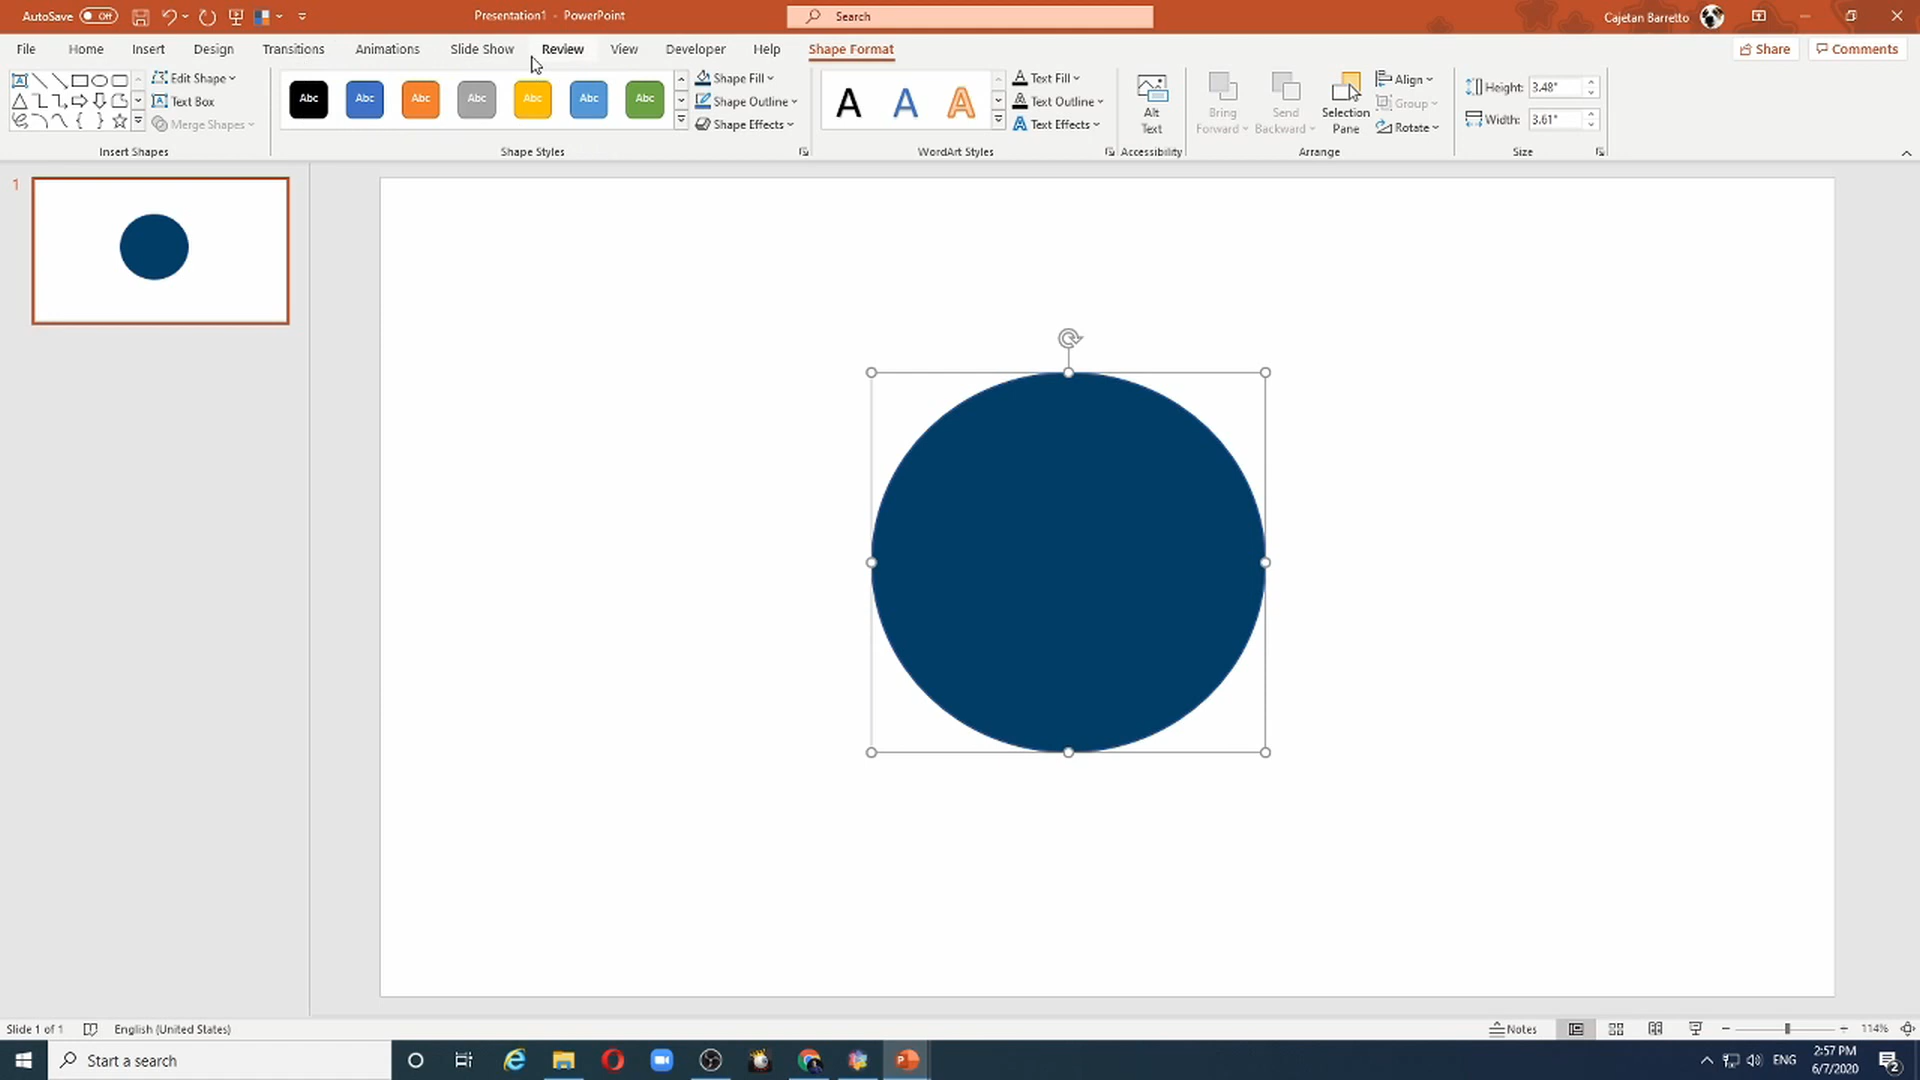 AutoSave Off
Presentation1 - PowerPoint
Search
Cajetan Barretto
File Home Insert Design Transitions Animations Slide Show Review View Developer Help Shape Format
Share Comments
Edit Shape
Text Box
Merge Shapes
Insert Shapes
Abc Abc Abc Abc Abc Abc Abc
Shape Fill
Shape Outline
Shape Effects
Shape Styles
A A A
Text Fill
Text Outline
Text Effects
WordArt Styles
Alt
Text
Accessibility
Bring
Forward
Send
Backward
Selection
Pane
Align
Group
Rotate
Arrange
Height: 3.48"
Width: 3.61"
Size
1
Slide 1 of 1 English (United States)
Notes 114%
Start a search
ENG
2:57 PM
6/7/2020
2